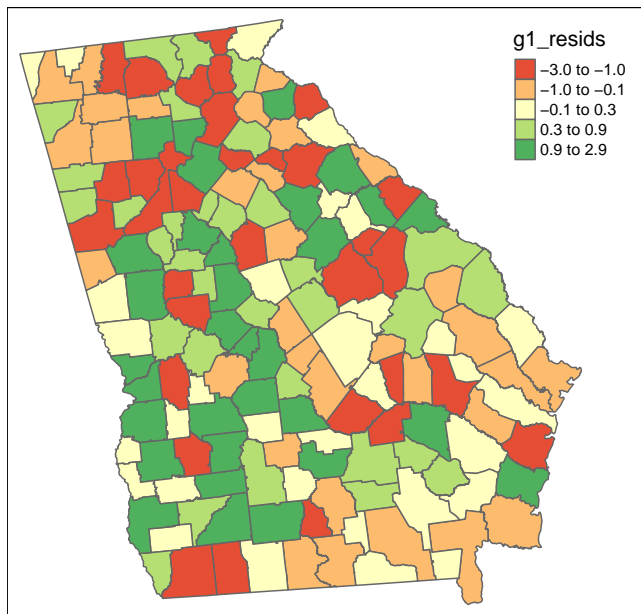 g1_resids
−3.0 to −1.0
−1.0 to −0.1
−0.1 to 0.3
0.3 to 0.9
0.9 to 2.9